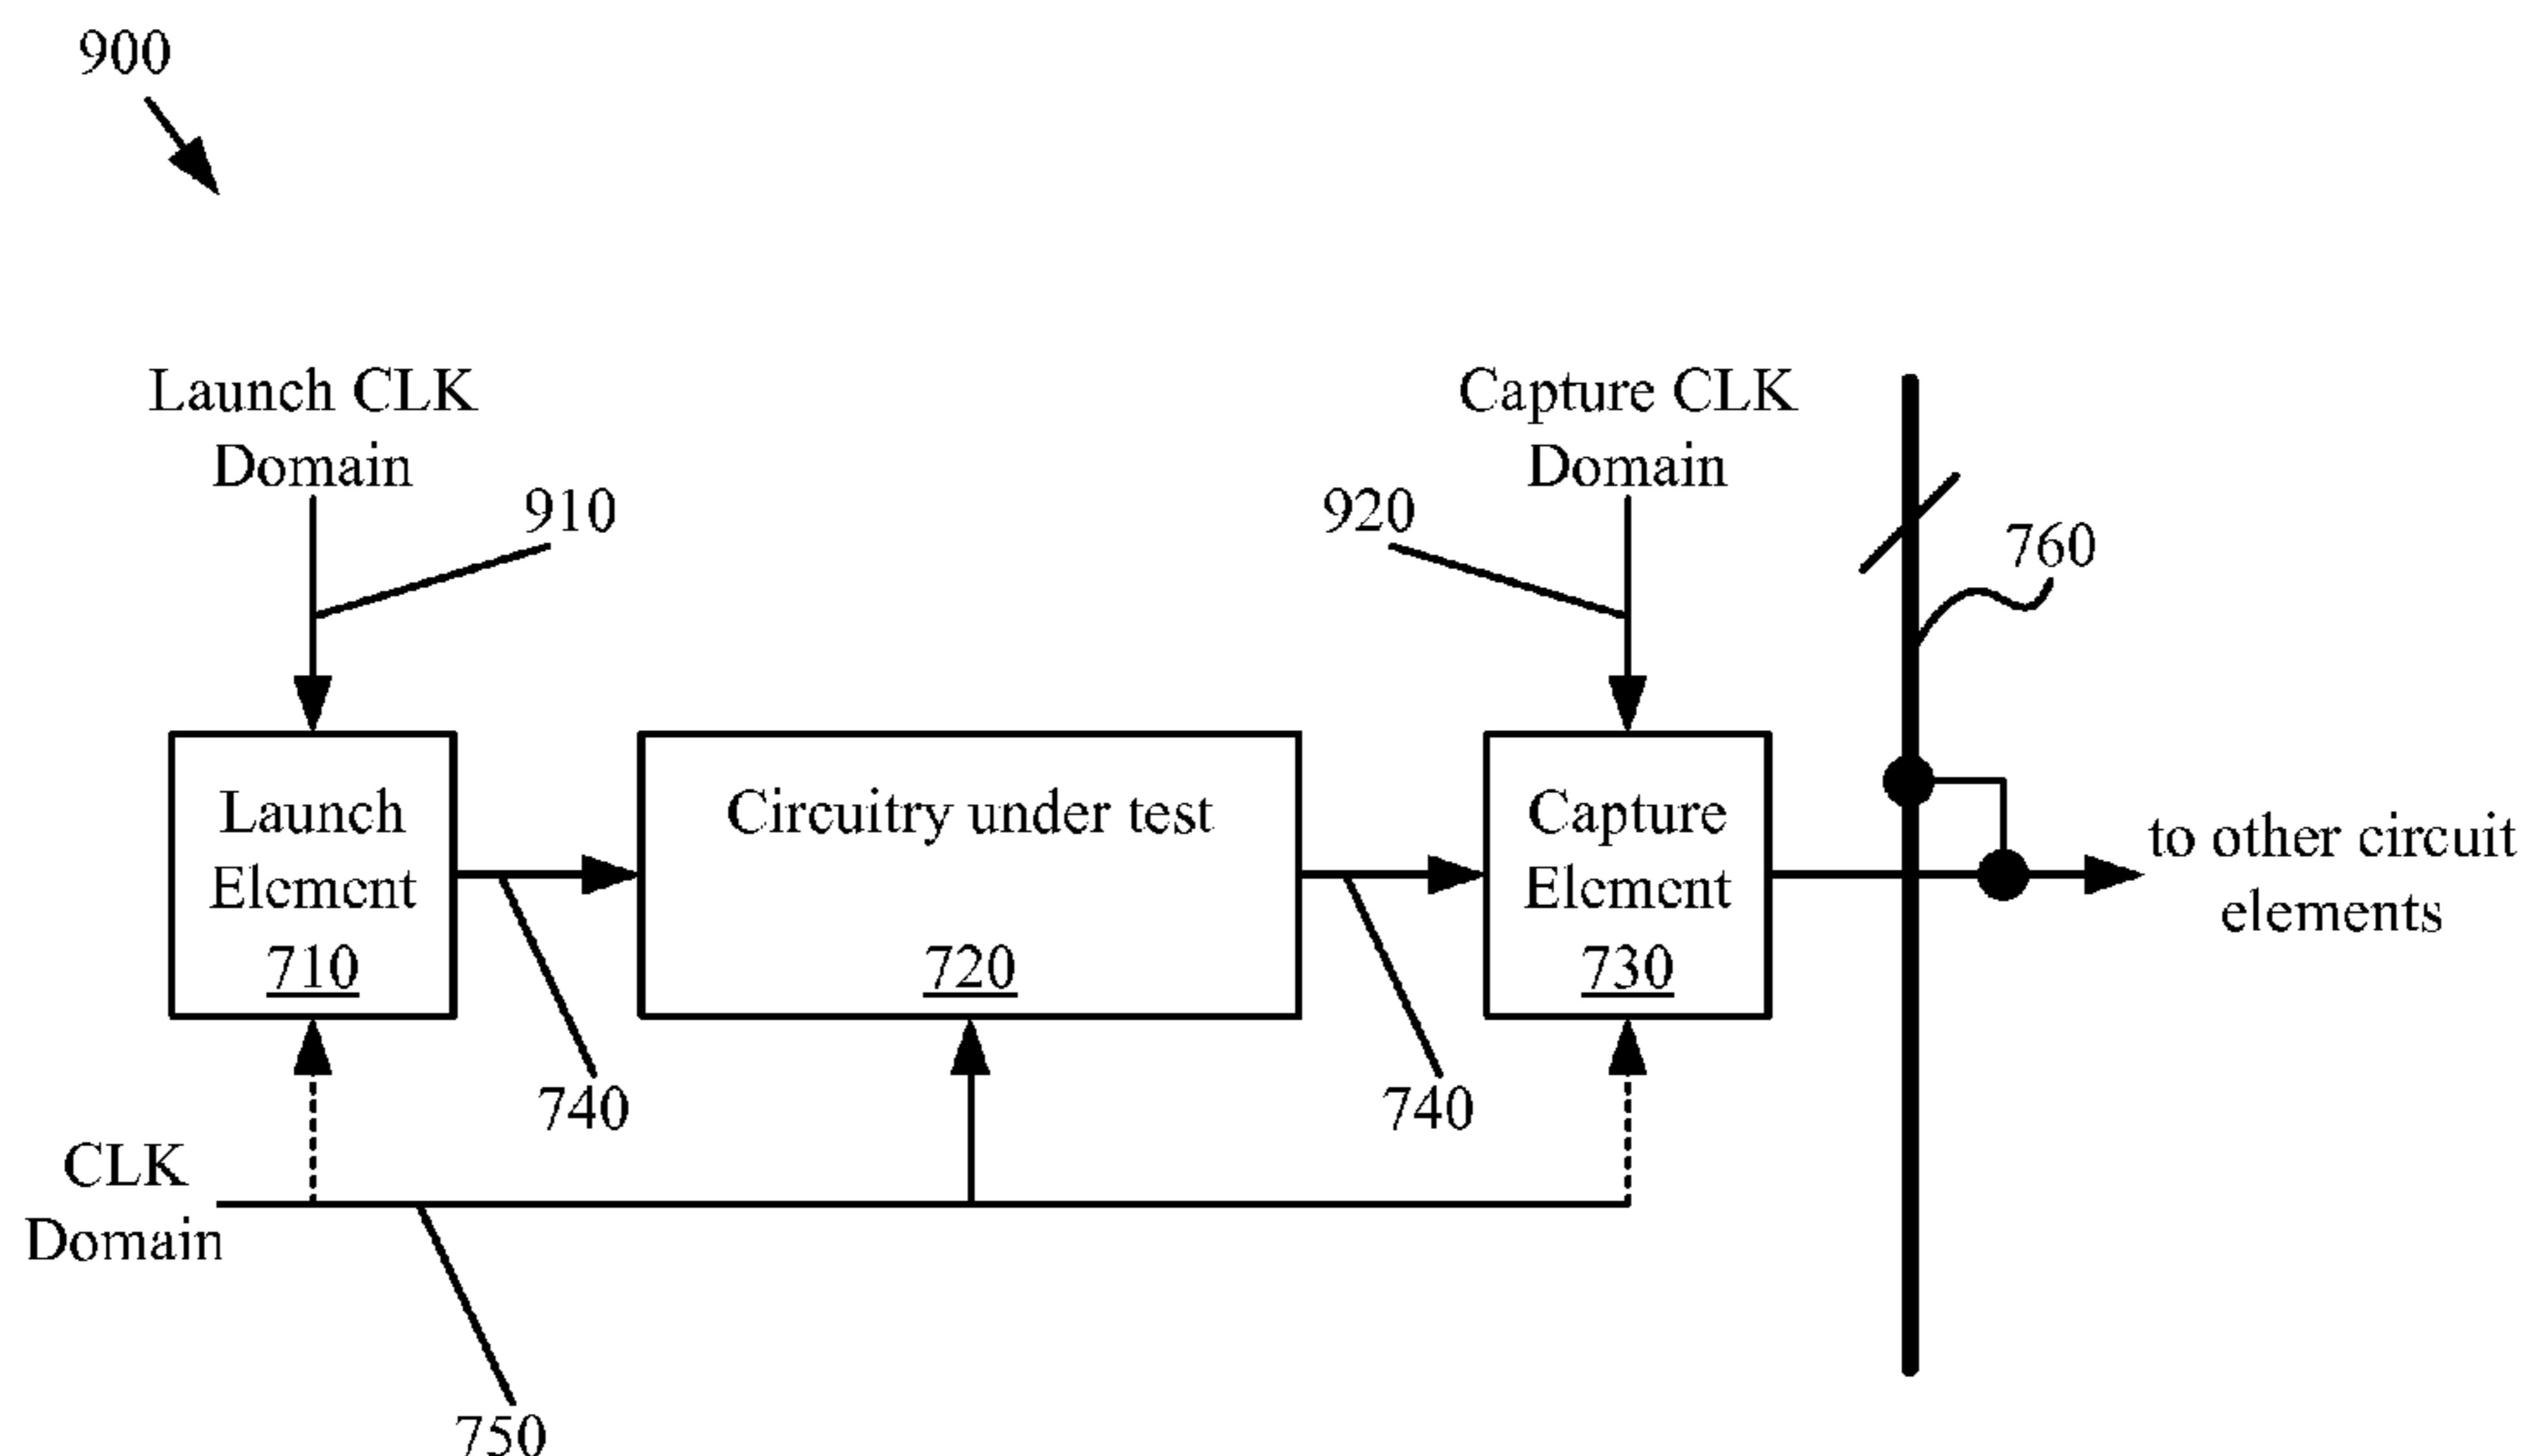 900
Launch CLK
Domain
910
Capture CLK
Domain
920
760
Launch
Element
710
Circuitry under test
720
Capture
Element
730
to other circuit
elements
740
740
CLK
Domain
750